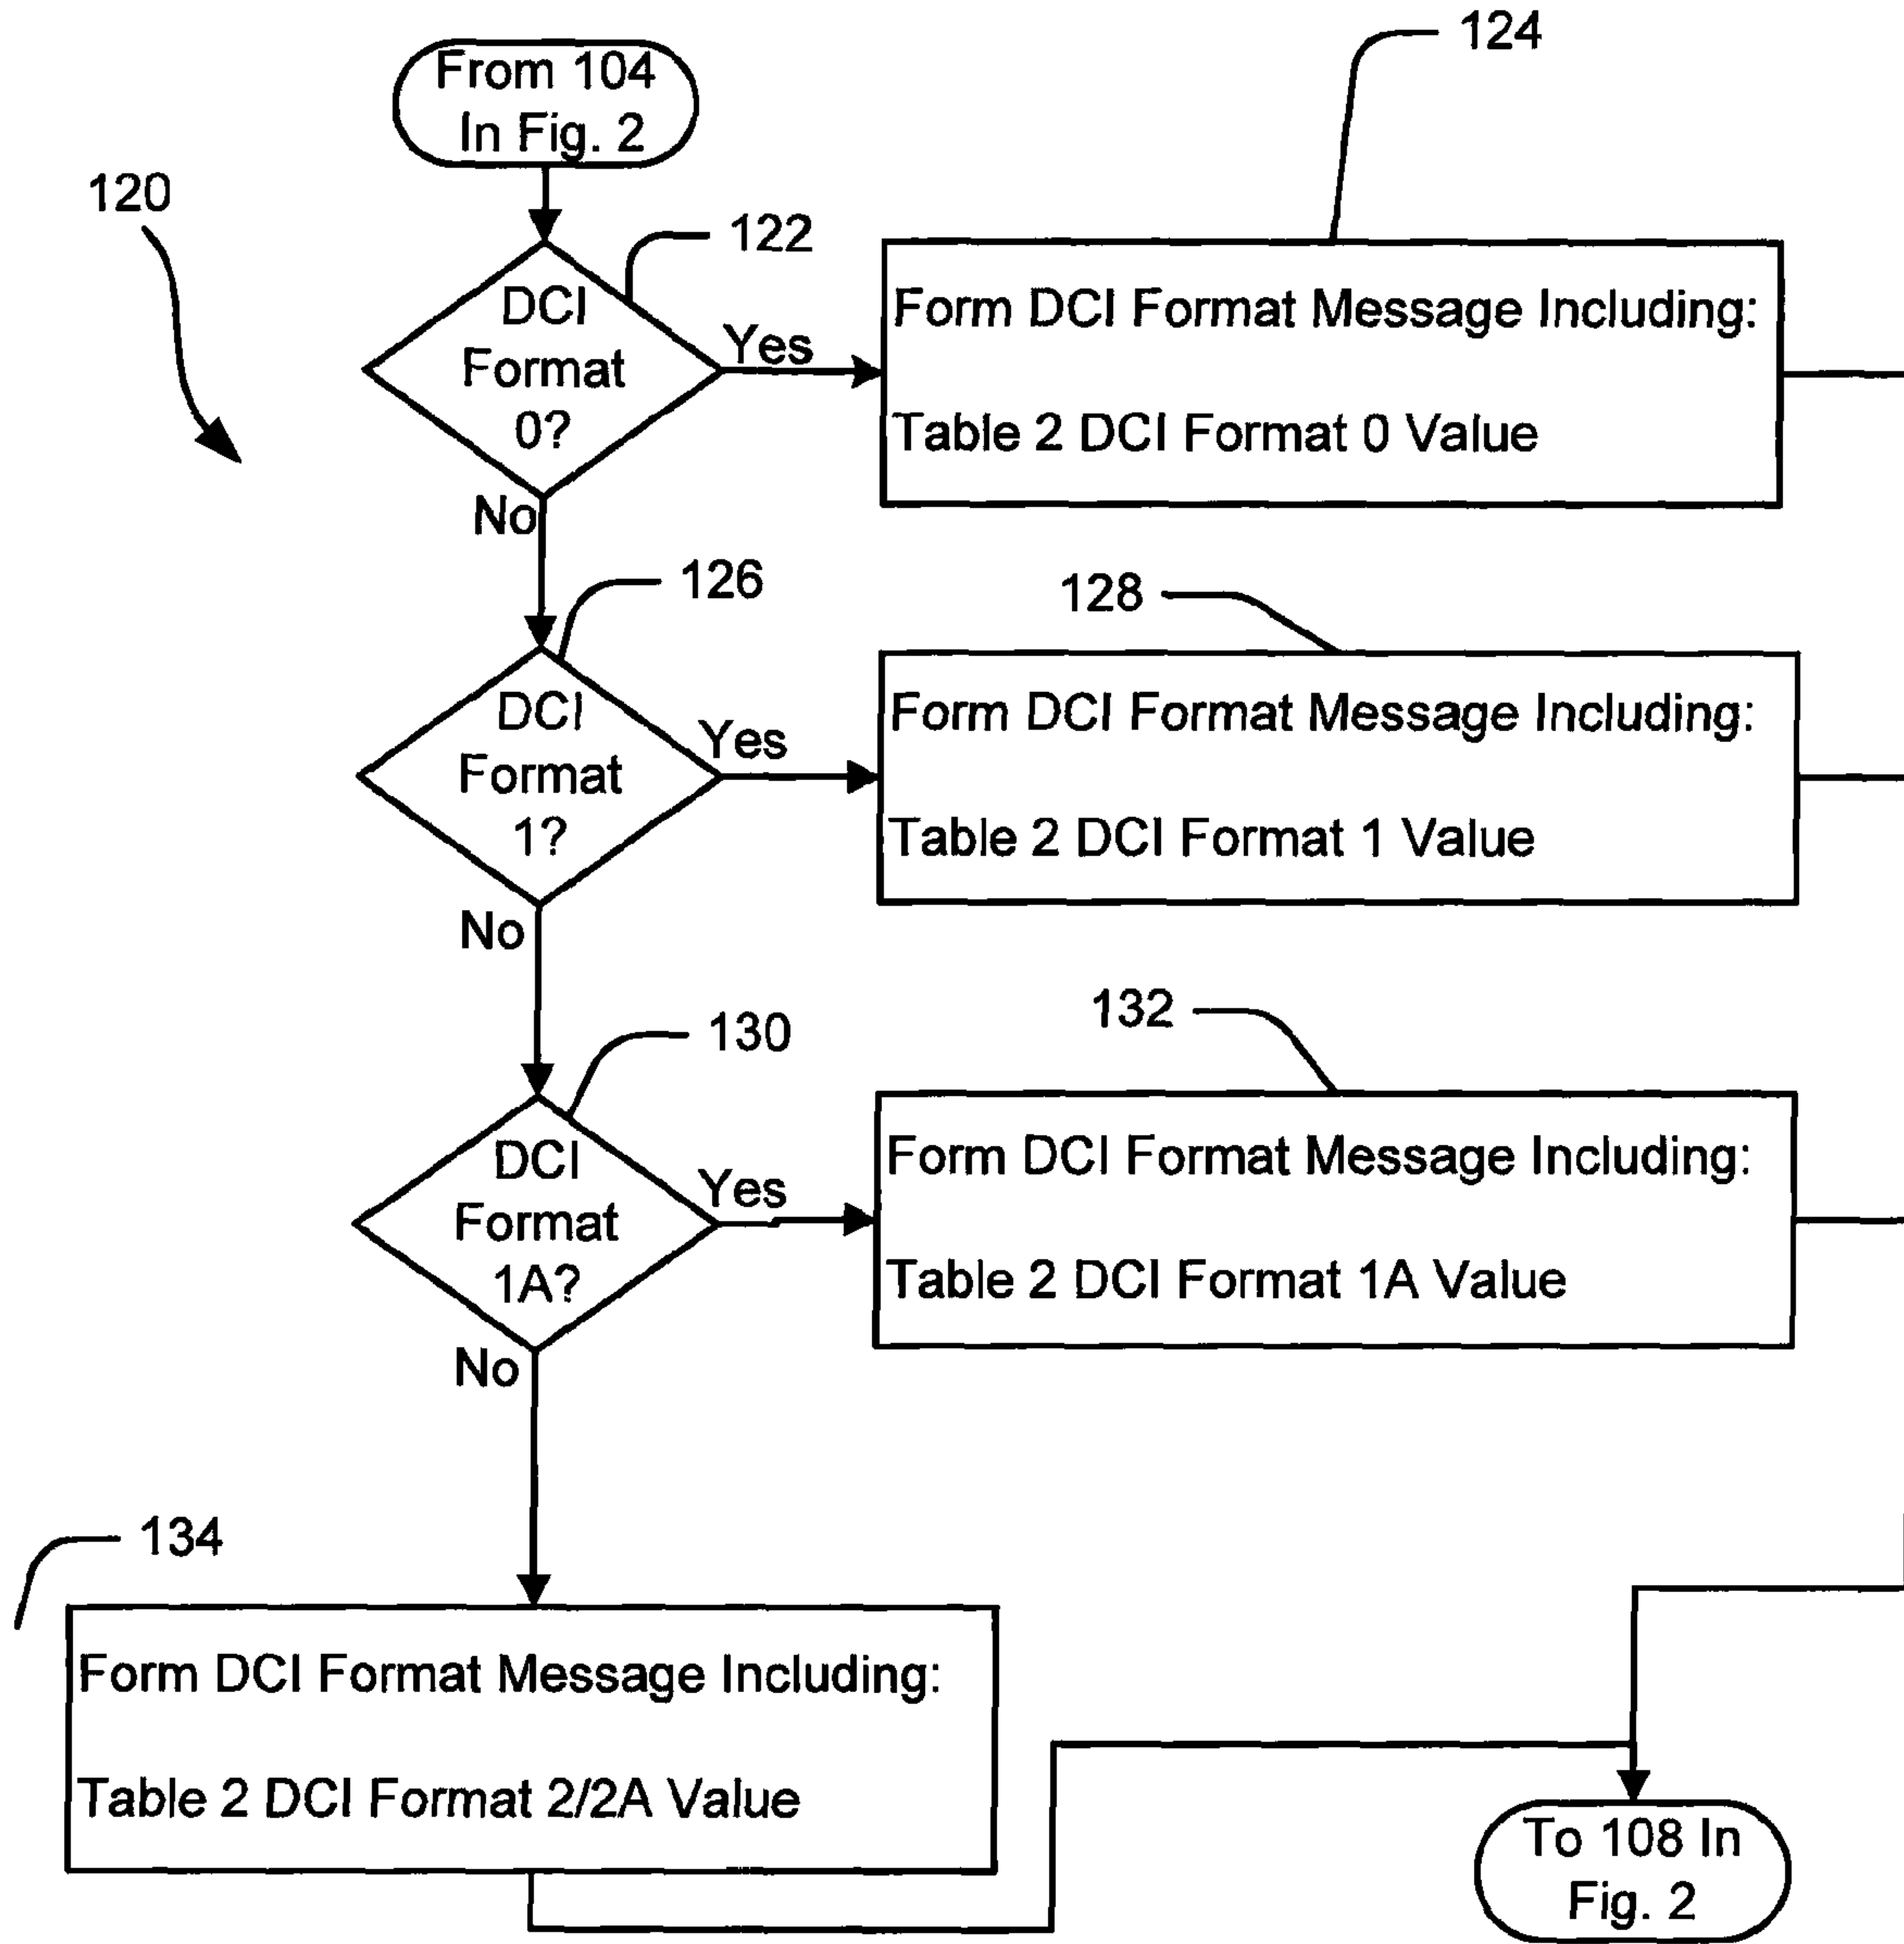 From 104
In Fig. 2
124
120
122
DCI
Format
0?
Yes
No
Form DCI Format Message Including:
Table 2 DCI Format 0 Value
126
128
DCI
Format
1?
Yes
No
Form DCI Format Message Including:
Table 2 DCI Format 1 Value
130
132
DCI
Format
1A?
Yes
No
Form DCI Format Message Including:
Table 2 DCI Format 1A Value
134
Form DCI Format Message Including:
Table 2 DCI Format 2/2A Value
To 108 In
Fig. 2